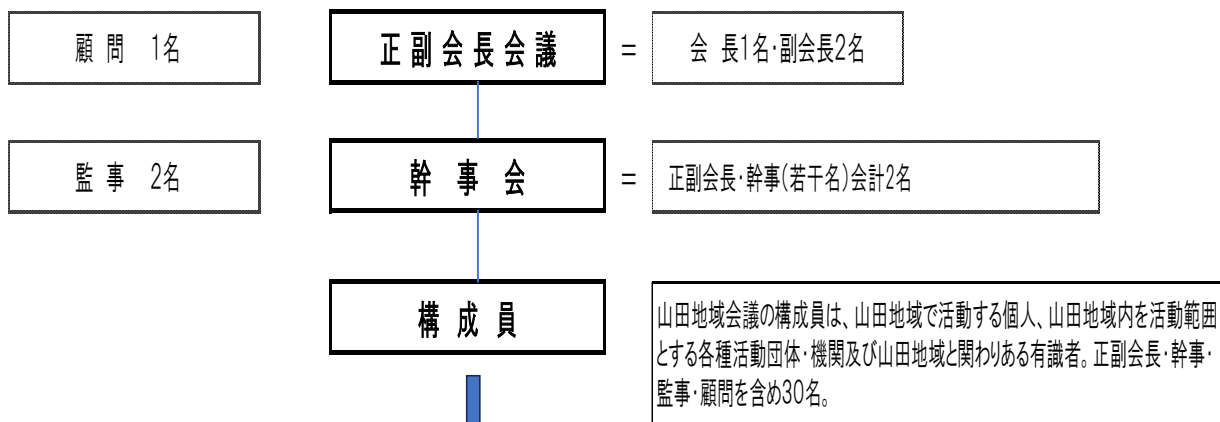 顧 問 1名
正 副 会 長 会 議
=
会 長1名・副会長2名
監 事 2名
幹 事 会
=
正副会長・幹事(若干名)会計2名
構 成 員
山田地域会議の構成員は、山田地域で活動する個人、山田地域内を活動範囲
とする各種活動団体・機関及び山田地域と関わりある有識者。正副会長・幹事・
監事・顧問を含め30名。